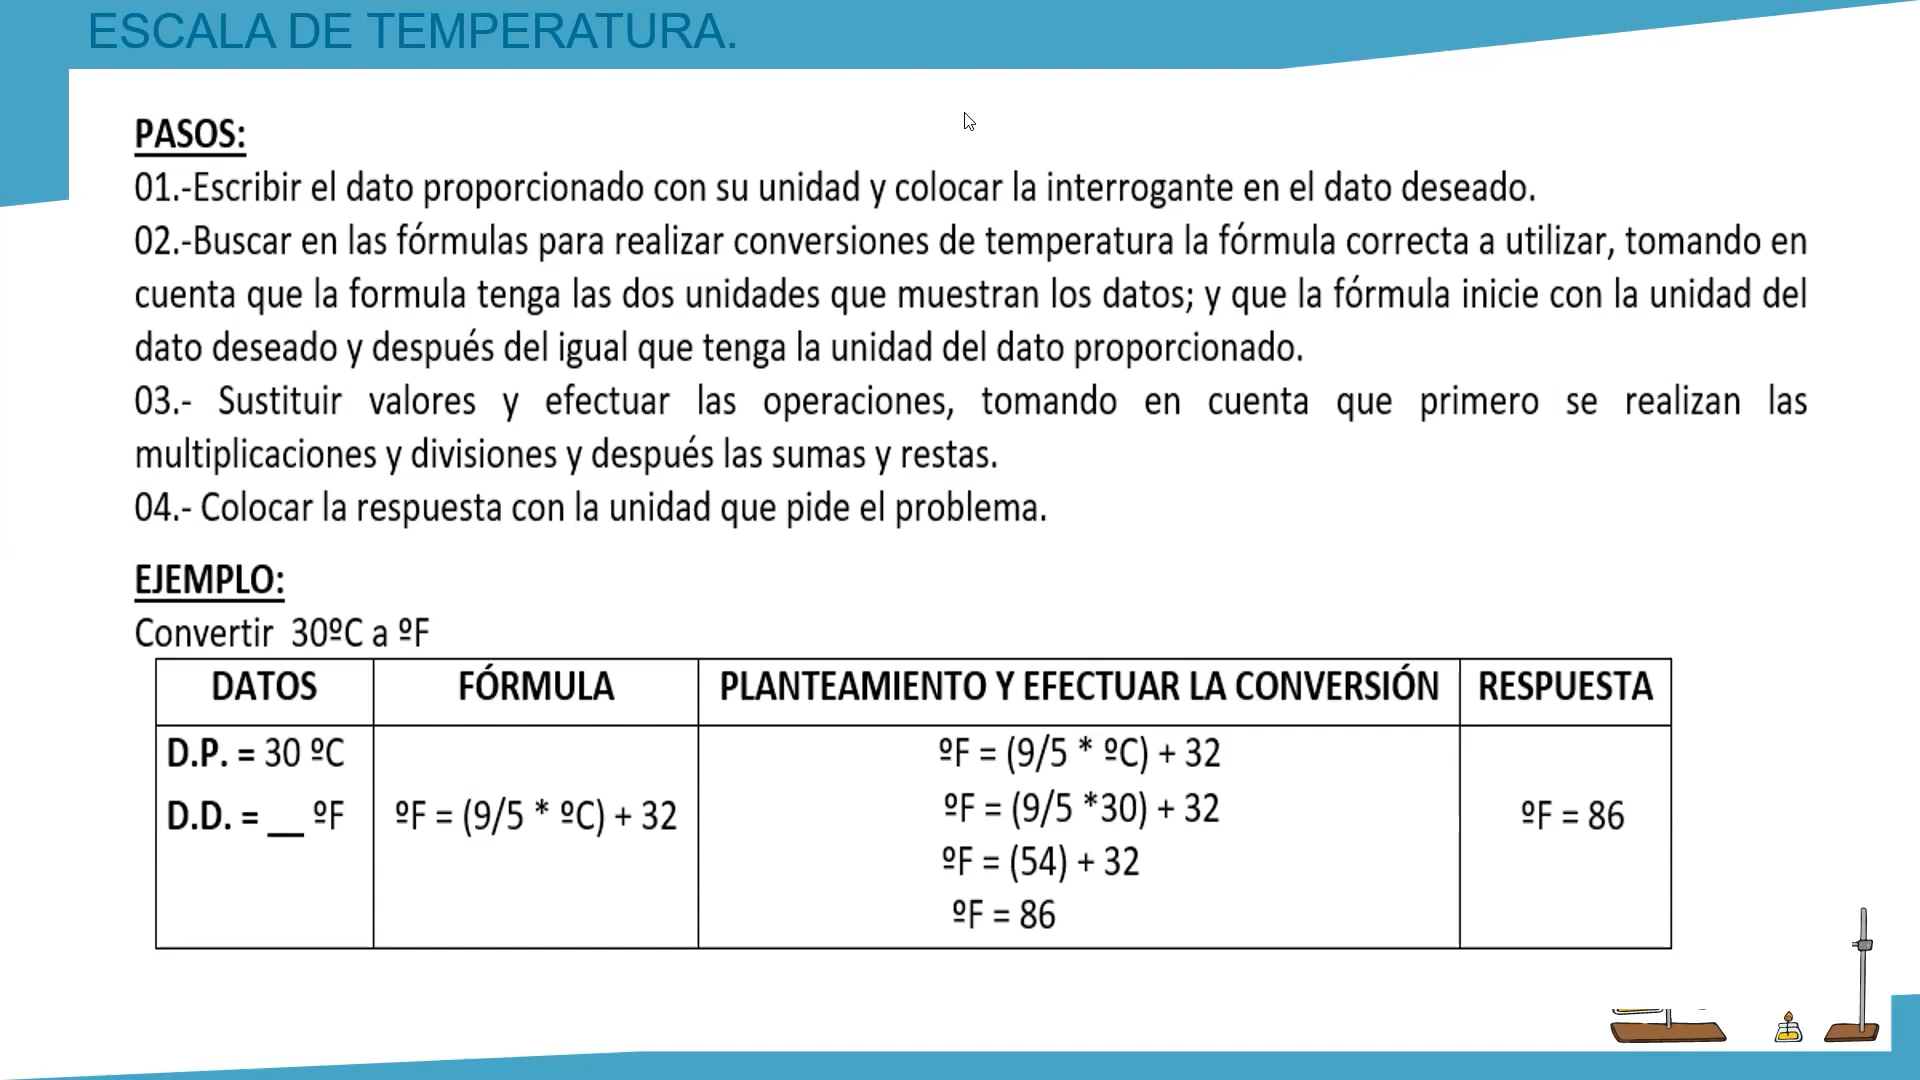 ESCALA DE TEMPERATURA.
PASOS:
01.-Escribir el dato proporcionado con su unidad y colocar la interrogante en el dato deseado.
02.-Buscar en las fórmulas para realizar conversiones de temperatura la fórmula correcta a utilizar, tomando en
cuenta que la formula tenga las dos unidades que muestran los datos; y que la fórmula inicie con la unidad del
dato deseado y después del igual que tenga la unidad del dato proporcionado.
03.- Sustituir valores y efectuar las operaciones, tomando en cuenta que primero se realizan las
multiplicaciones y divisiones y después las sumas y restas.
04.- Colocar la respuesta con la unidad que pide el problema.
EJEMPLO:
Convertir 30ºC a ºF
DATOS FÓRMULA PLANTEAMIENTO Y EFECTUAR LA CONVERSIÓN RESPUESTA
D.P. = 30 ºC
D.D. = __ ºF
ºF = (9/5 * ºC) + 32
ºF = (9/5 * ºC) + 32
ºF = (9/5 *30) + 32
ºF = (54) + 32
ºF = 86
ºF = 86